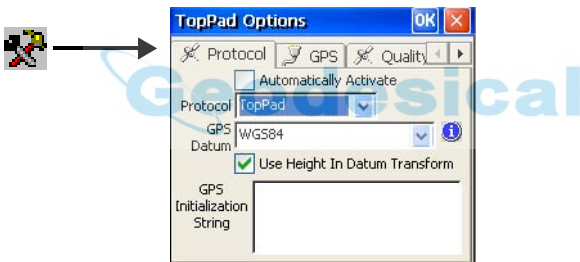 TopPad Options OK
Protocol GPS Quality
Automatically Activate
Protocol TopPad
GPS Datum WGS84
Use Height In Datum Transform
GPS
Initialization
String
Geodesical